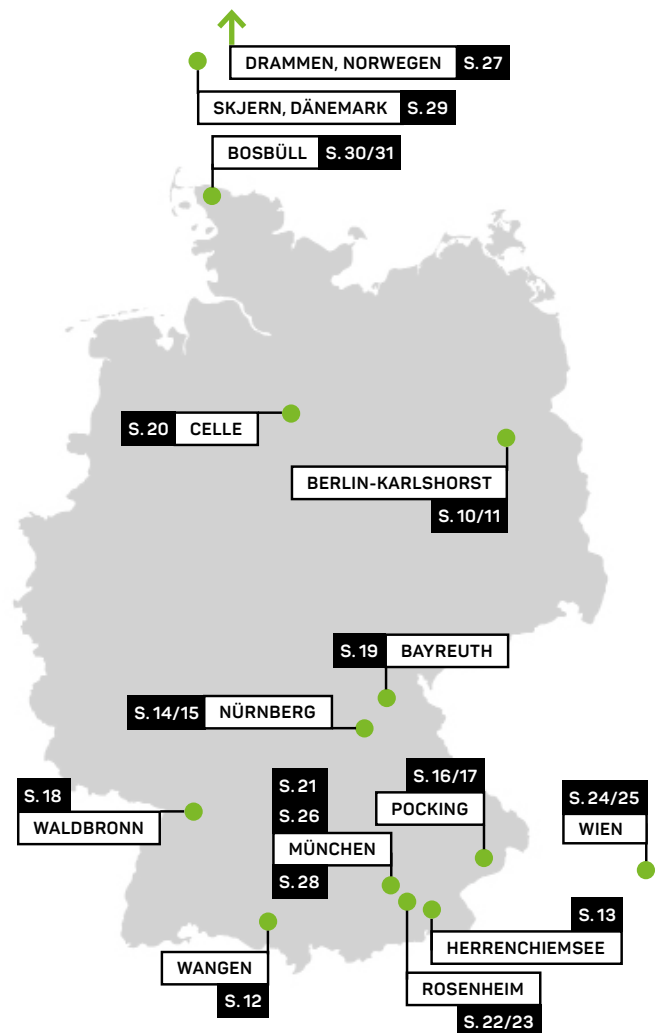 DRAMMEN, NORWEGEN S. 27
SKJERN, DÄNEMARK S. 29
BOSBÜLL S. 30/31
S. 20 CELLE
BERLIN-KARLSHORST
S. 10/11
S. 19 BAYREUTH
S. 14/15 NÜRNBERG
S. 16/17
POCKING
S. 18
WALDBRONN
S. 21
S. 26
MÜNCHEN
S. 28
S. 24/25
WIEN
S. 13
HERRENCHIEMSEE
WANGEN
S. 12
ROSENHEIM
S. 22/23